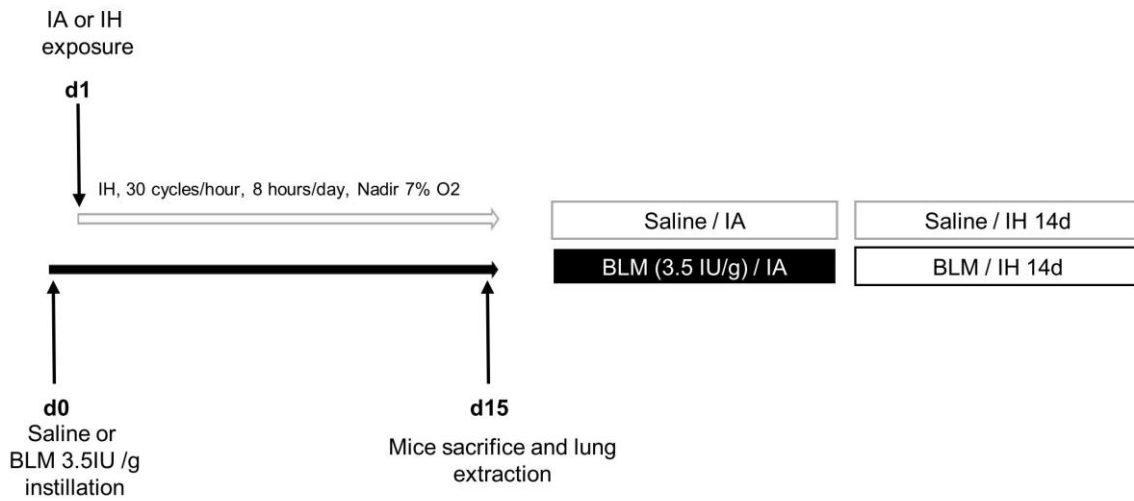 IA or IH
exposure
d1
IH, 30 cycles/hour, 8 hours/day, Nadir 7% O2
Saline / IA
Saline / IH 14d
BLM (3.5 IU/g) / IA
BLM / IH 14d
d0
Saline or
BLM 3.5IU /g
instillation
d15
Mice sacrifice and lung
extraction